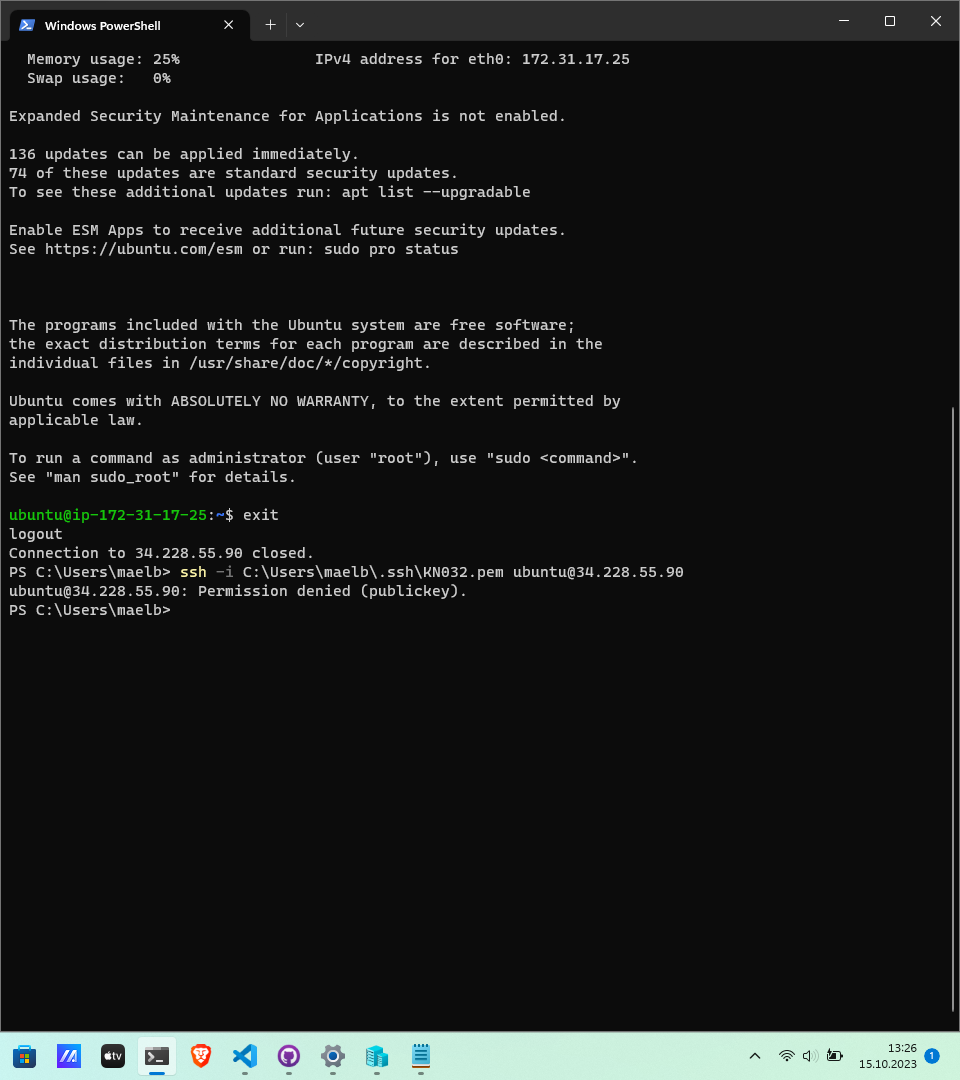 Windows PowerShell
Memory usage: 25% IPv4 address for eth0: 172.31.17.25
Swap usage: 0%
Expanded Security Maintenance for Applications is not enabled.
136 updates can be applied immediately.
74 of these updates are standard security updates.
To see these additional updates run: apt list --upgradable
Enable ESM Apps to receive additional future security updates.
See https://ubuntu.com/esm or run: sudo pro status
The programs included with the Ubuntu system are free software;
the exact distribution terms for each program are described in the
individual files in /usr/share/doc/*/copyright.
Ubuntu comes with ABSOLUTELY NO WARRANTY, to the extent permitted by
applicable law.
To run a command as administrator (user "root"), use "sudo <command>".
See "man sudo_root" for details.
ubuntu@ip-172-31-17-25:~$ exit
logout
Connection to 34.228.55.90 closed.
PS C:\Users\maelb> ssh -i C:\Users\maelb\.ssh\KN032.pem ubuntu@34.228.55.90
ubuntu@34.228.55.90: Permission denied (publickey).
PS C:\Users\maelb>
tv
13:26
15.10.2023
1